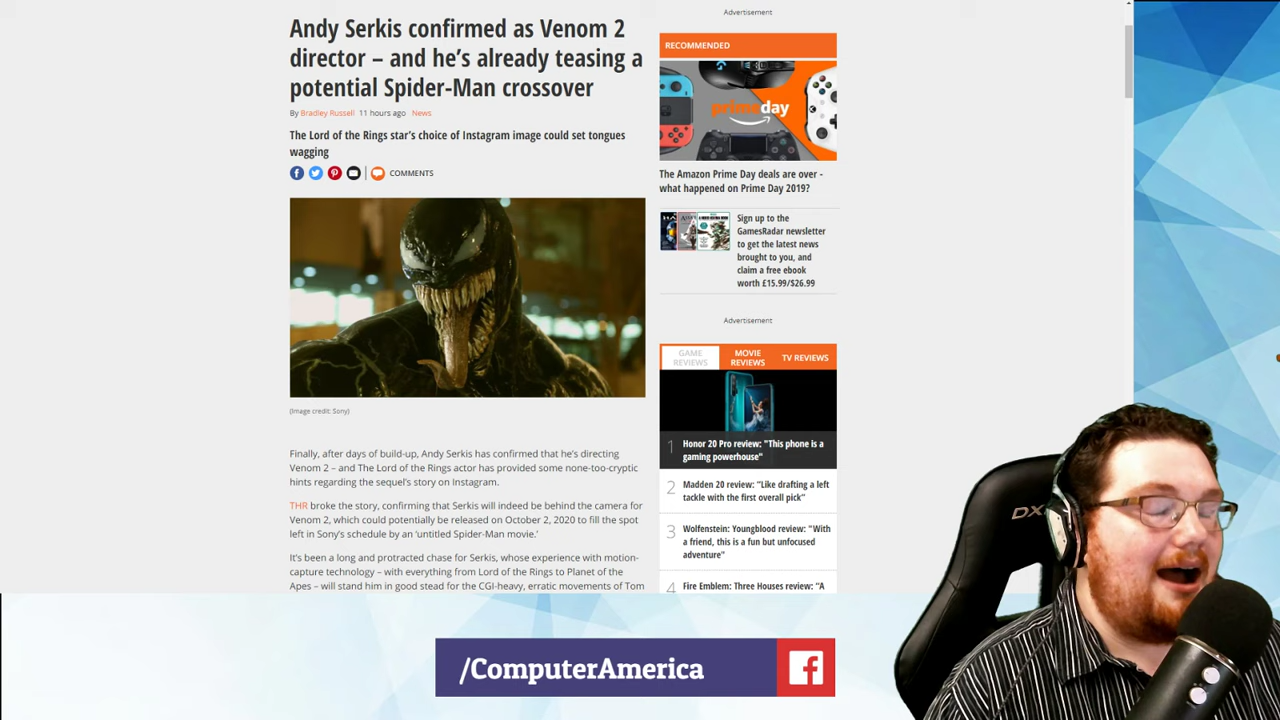 Andy Serkis confirmed as Venom 2
director – and he's already teasing a
potential Spider-Man crossover
By Bradley Russell 11 hours ago News
The Lord of the Rings star's choice of Instagram image could set tongues
wagging
COMMENTS
(Image credit: Sony)
Finally, after days of build-up, Andy Serkis has confirmed that he's directing
Venom 2 – and The Lord of the Rings actor has provided some none-too-cryptic
hints regarding the sequel's story on Instagram.
THR broke the story, confirming that Serkis will indeed be behind the camera for
Venom 2, which could potentially be released on October 2, 2020 to fill the spot
left in Sony's schedule by an 'untitled Spider-Man movie.'
It's been a long and protracted chase for Serkis, whose experience with motion-
capture technology – with everything from Lord of the Rings to Planet of the
Apes – will stand him in good stead for the CGI-heavy, erratic movements of Tom
Advertisement
RECOMMENDED
primeday
The Amazon Prime Day deals are over -
what happened on Prime Day 2019?
Sign up to the
GamesRadar newsletter
to get the latest news
brought to you, and
claim a free ebook
worth £15.99/$26.99
Advertisement
GAME
REVIEWS
MOVIE
REVIEWS
TV REVIEWS
1 Honor 20 Pro review: "This phone is a
gaming powerhouse"
2 Madden 20 review: "Like drafting a left
tackle with the first overall pick"
3 Wolfenstein: Youngblood review: "With
a friend, this is a fun but unfocused
adventure"
4 Fire Emblem: Three Houses review: "A
DX
/ComputerAmerica